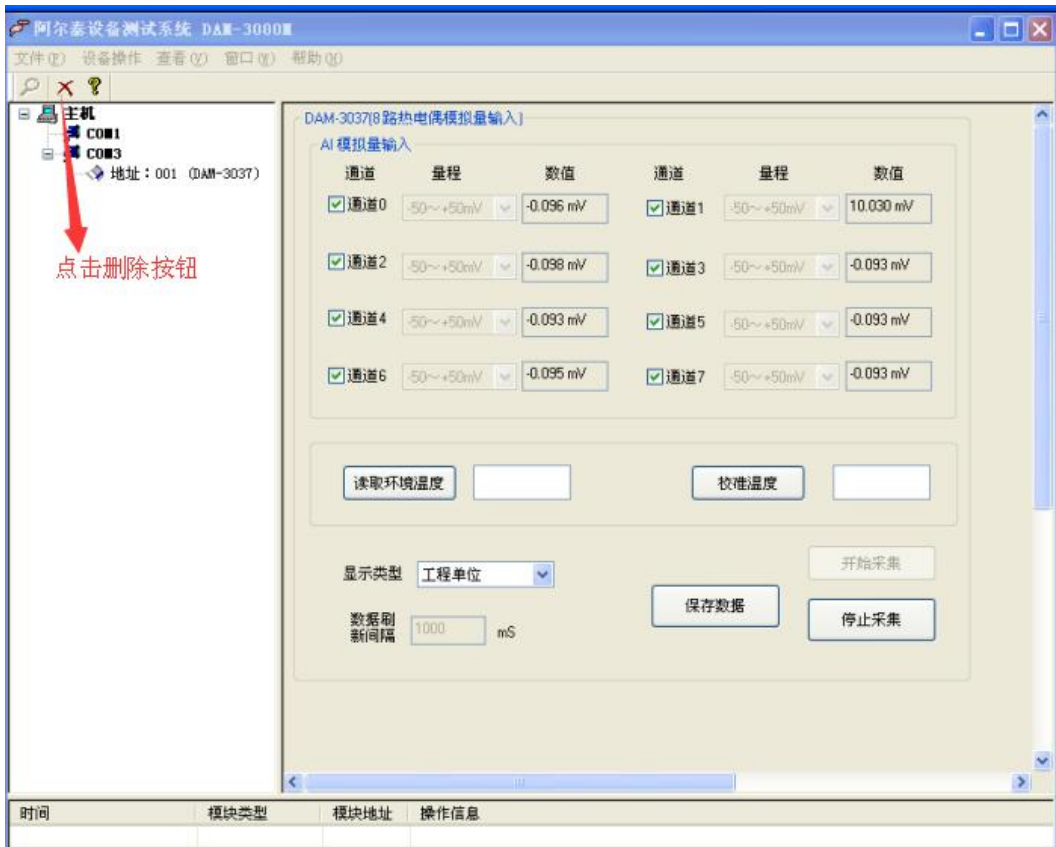 阿尔泰设备测试系统 DAM-3000M
文件(F) 设备操作 查看(V) 窗口(W) 帮助(H)
主机
COM1
COM3
地址：001 (DAM-3037)
点击删除按钮
DAM-3037[8路热电偶模拟量输入]
AI 模拟量输入
通道 量程 数值 通道 量程 数值
通道0 -50～+50mV -0.096 mV 通道1 -50～+50mV 10.030 mV
通道2 -50～+50mV -0.098 mV 通道3 -50～+50mV -0.093 mV
通道4 -50～+50mV -0.093 mV 通道5 -50～+50mV -0.093 mV
通道6 -50～+50mV -0.095 mV 通道7 -50～+50mV -0.093 mV
读取环境温度 校准温度
显示类型 工程单位 开始采集
数据刷
新间隔 1000 mS 保存数据 停止采集
时间 模块类型 模块地址 操作信息